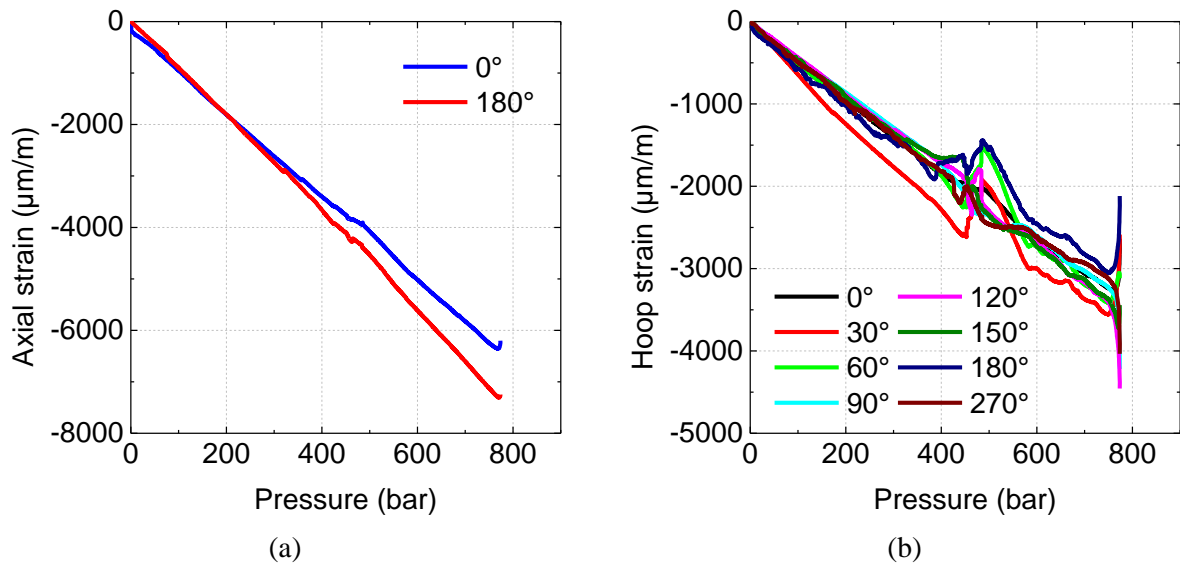 Axial strain (µm/m)
0
-2000
-4000
-6000
-8000
0°
180°
0 200 400 600 800
Pressure (bar)
(a)
Hoop strain (µm/m)
0
-1000
-2000
-3000
-4000
-5000
0° 120°
30° 150°
60° 180°
90° 270°
0 200 400 600 800
Pressure (bar)
(b)